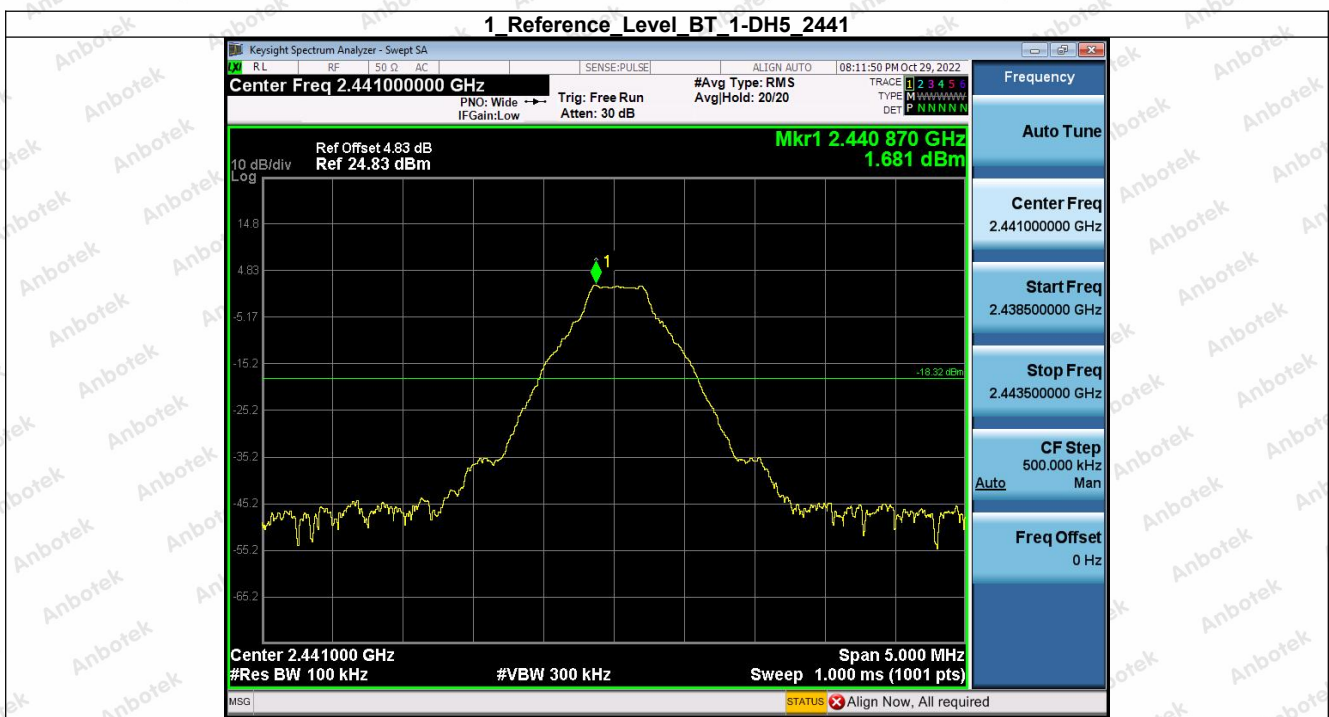 1_Reference_Level_BT_1-DH5_2441
Keysight Spectrum Analyzer - Swept SA
LXI RL RF 50 Ω AC SENSE:PULSE ALIGN AUTO 08:11:50 PM Oct 29, 2022
Center Freq 2.441000000 GHz
PNO: Wide
IFGain:Low
Trig: Free Run
Atten: 30 dB
#Avg Type: RMS
Avg|Hold: 20/20
TRACE 1 2 3 4 5 6
TYPE M WWWWW
DET P N N N N N
Mkr1 2.440 870 GHz
1.681 dBm
Ref Offset 4.83 dB
Ref 24.83 dBm
10 dB/div
Log
14.8
4.83
-5.17
-15.2
-25.2
-35.2
-45.2
-55.2
-65.2
1
-18.32 dBm
Center 2.441000 GHz
Span 5.000 MHz
#Res BW 100 kHz
#VBW 300 kHz
Sweep 1.000 ms (1001 pts)
MSG
STATUS Align Now, All required
Frequency
Auto Tune
Center Freq
2.441000000 GHz
Start Freq
2.438500000 GHz
Stop Freq
2.443500000 GHz
CF Step
500.000 kHz
Auto Man
Freq Offset
0 Hz
Anbotek